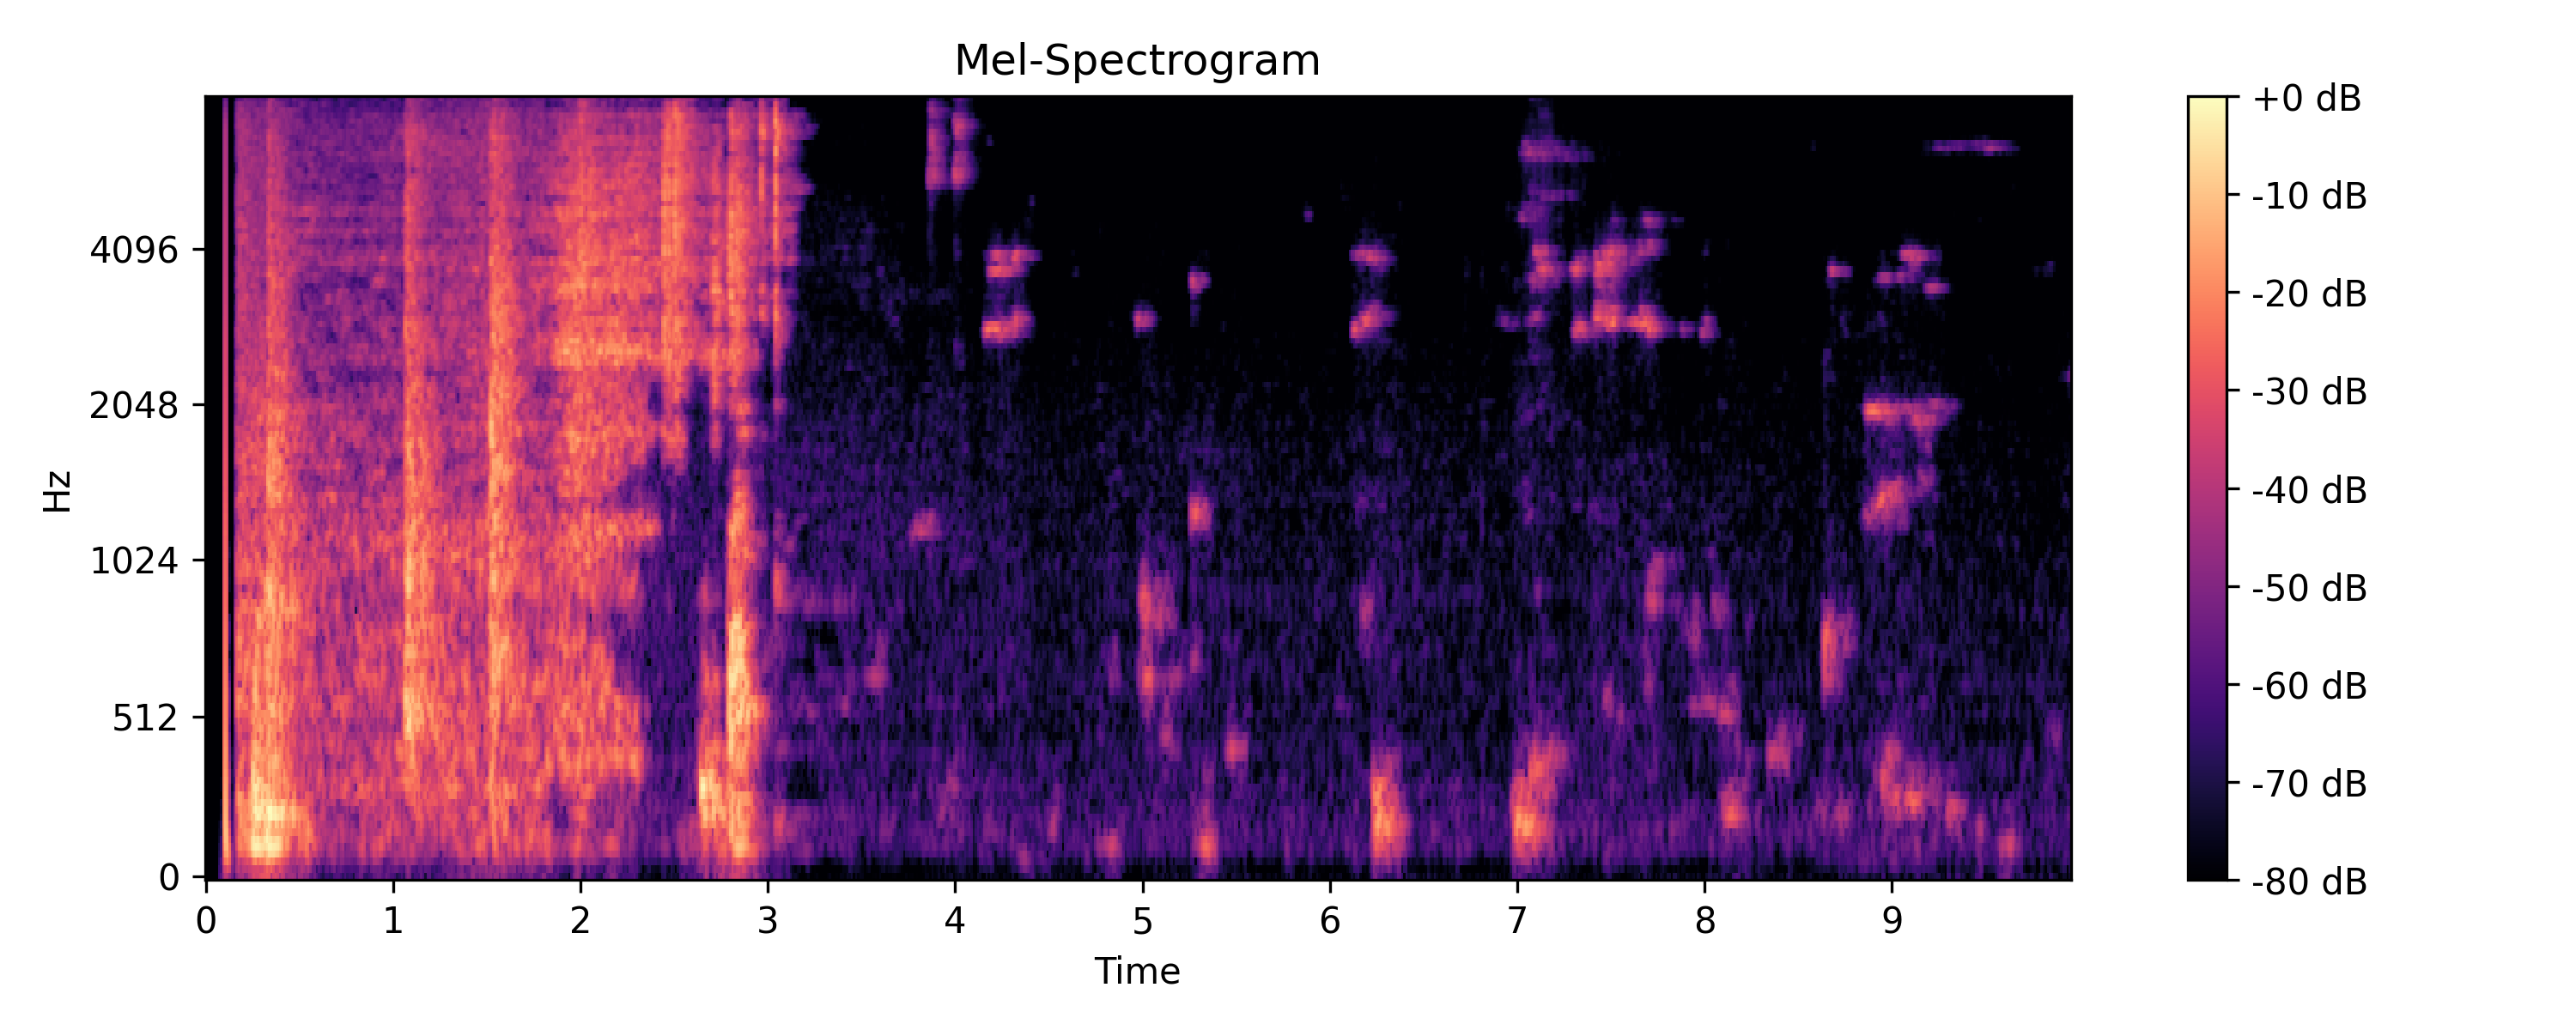 Mel-Spectrogram
+0 dB
-10 dB
-20 dB
-30 dB
-40 dB
-50 dB
-60 dB
-70 dB
-80 dB
Hz
4096
2048
1024
512
0
0 1 2 3 4 5 6 7 8 9
Time